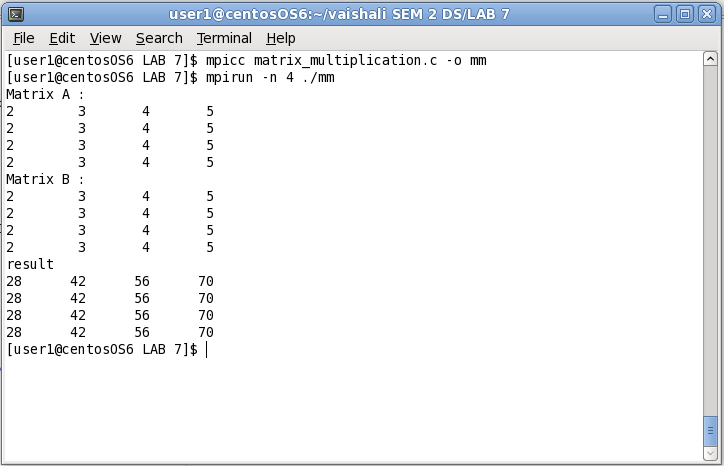 user1@centosOS6:~/vaishali SEM 2 DS/LAB 7
File Edit View Search Terminal Help
[user1@centosOS6 LAB 7]$ mpicc matrix_multiplication.c -o mm
[user1@centosOS6 LAB 7]$ mpirun -n 4 ./mm
Matrix A :
2 3 4 5
2 3 4 5
2 3 4 5
2 3 4 5
Matrix B :
2 3 4 5
2 3 4 5
2 3 4 5
2 3 4 5
result
28 42 56 70
28 42 56 70
28 42 56 70
28 42 56 70
[user1@centosOS6 LAB 7]$